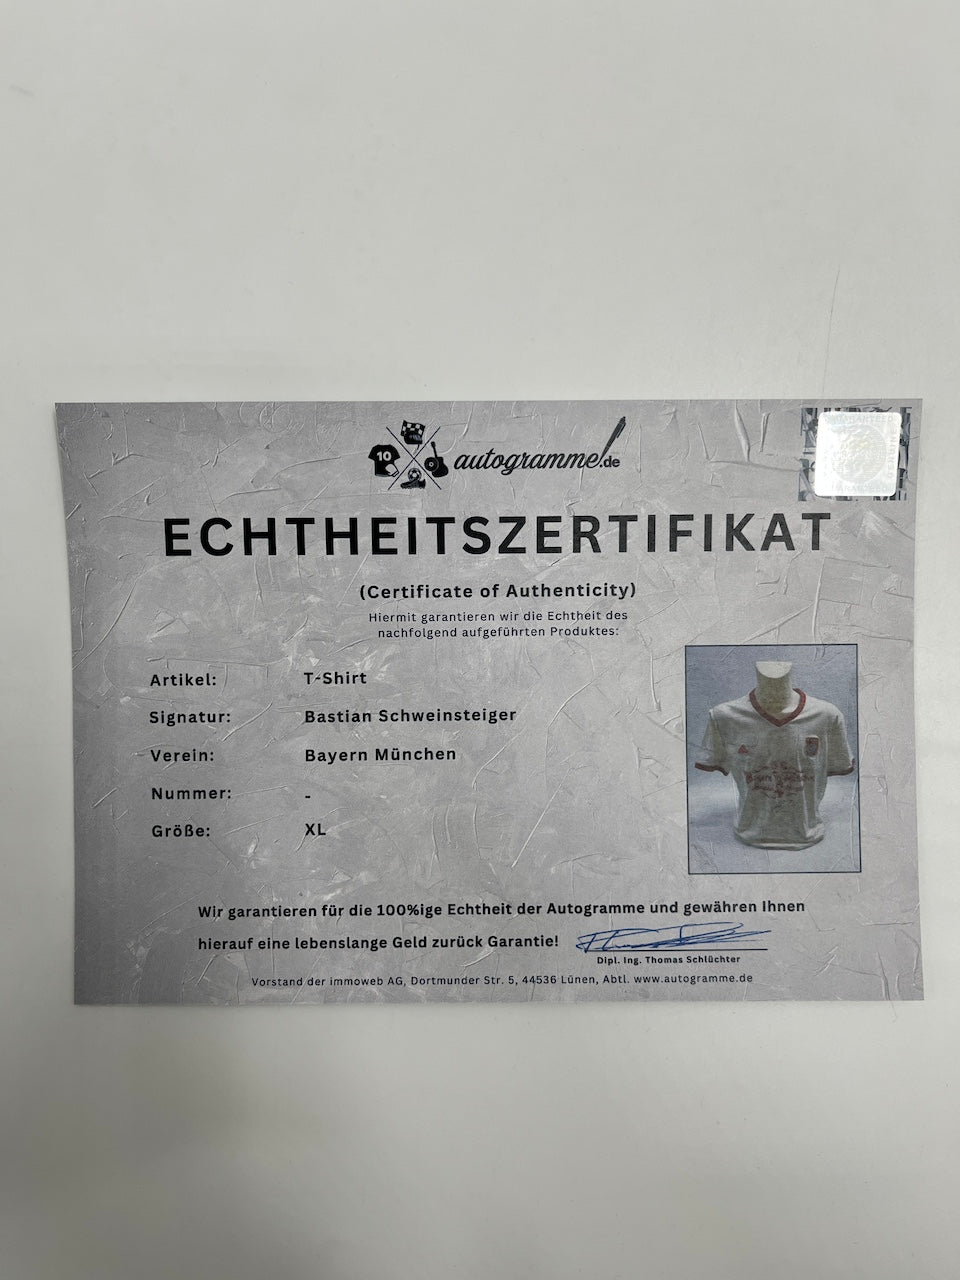 10 autogramme!.de
GUARANTEED
ECHTHEITSZERTIFIKAT
(Certificate of Authenticity)
Hiermit garantieren wir die Echtheit des
nachfolgend aufgeführten Produktes:
Artikel: T-Shirt
Signatur: Bastian Schweinsteiger
Verein: Bayern München
Nummer: -
Größe: XL
Wir garantieren für die 100%ige Echtheit der Autogramme und gewähren Ihnen
hierauf eine lebenslange Geld zurück Garantie!
Dipl. Ing. Thomas Schlüchter
Vorstand der immoweb AG, Dortmunder Str. 5, 44536 Lünen, Abtl. www.autogramme.de